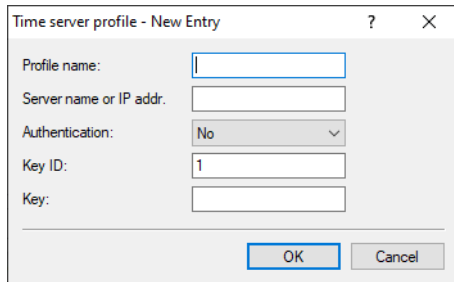 Time server profile - New Entry ? X
Profile name:
Server name or IP addr.
Authentication: No
Key ID: 1
Key:
OK Cancel